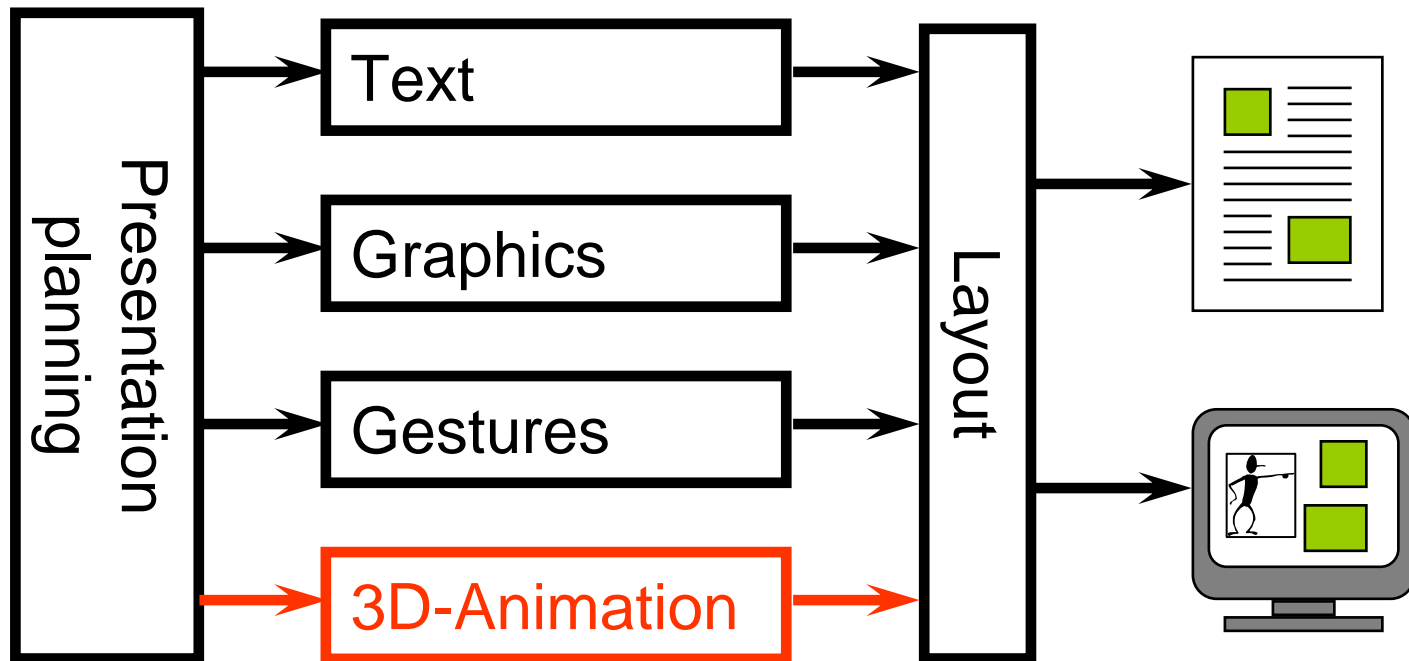 Presentation
planning
Text
Graphics
Gestures
3D-Animation
Layout